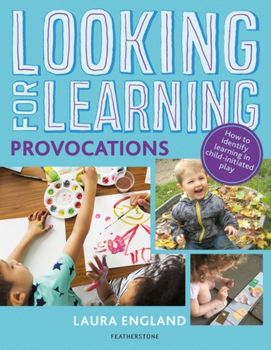 LOOKING
FOR LEARNING
PROVOCATIONS
How to
identify
learning in
child-initiated
play
LAURA ENGLAND
FEATHERSTONE